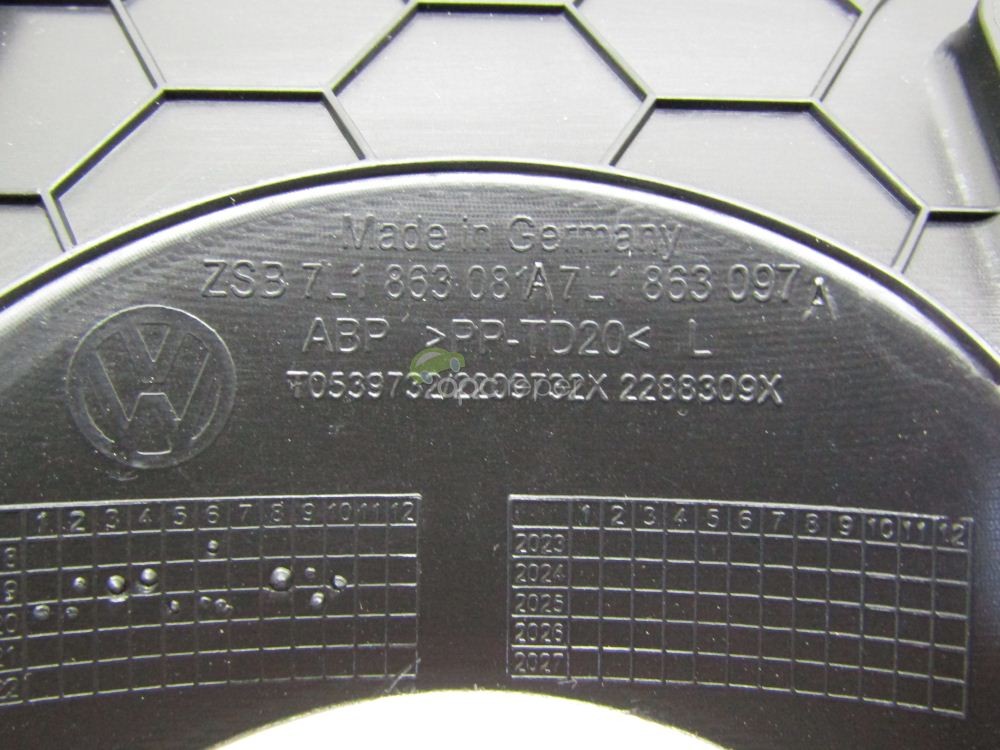 Made in Germany
ZSB 7L1 863 081 A 7L1 863 097 A
ABP >PP-TD20< L
VW
1 2 3 4 5 6 7 8 9 10 11 12
1 2 3 4 5 6 7 8 9 10 11 12
2023
2024
2025
2026
2027
2288309X